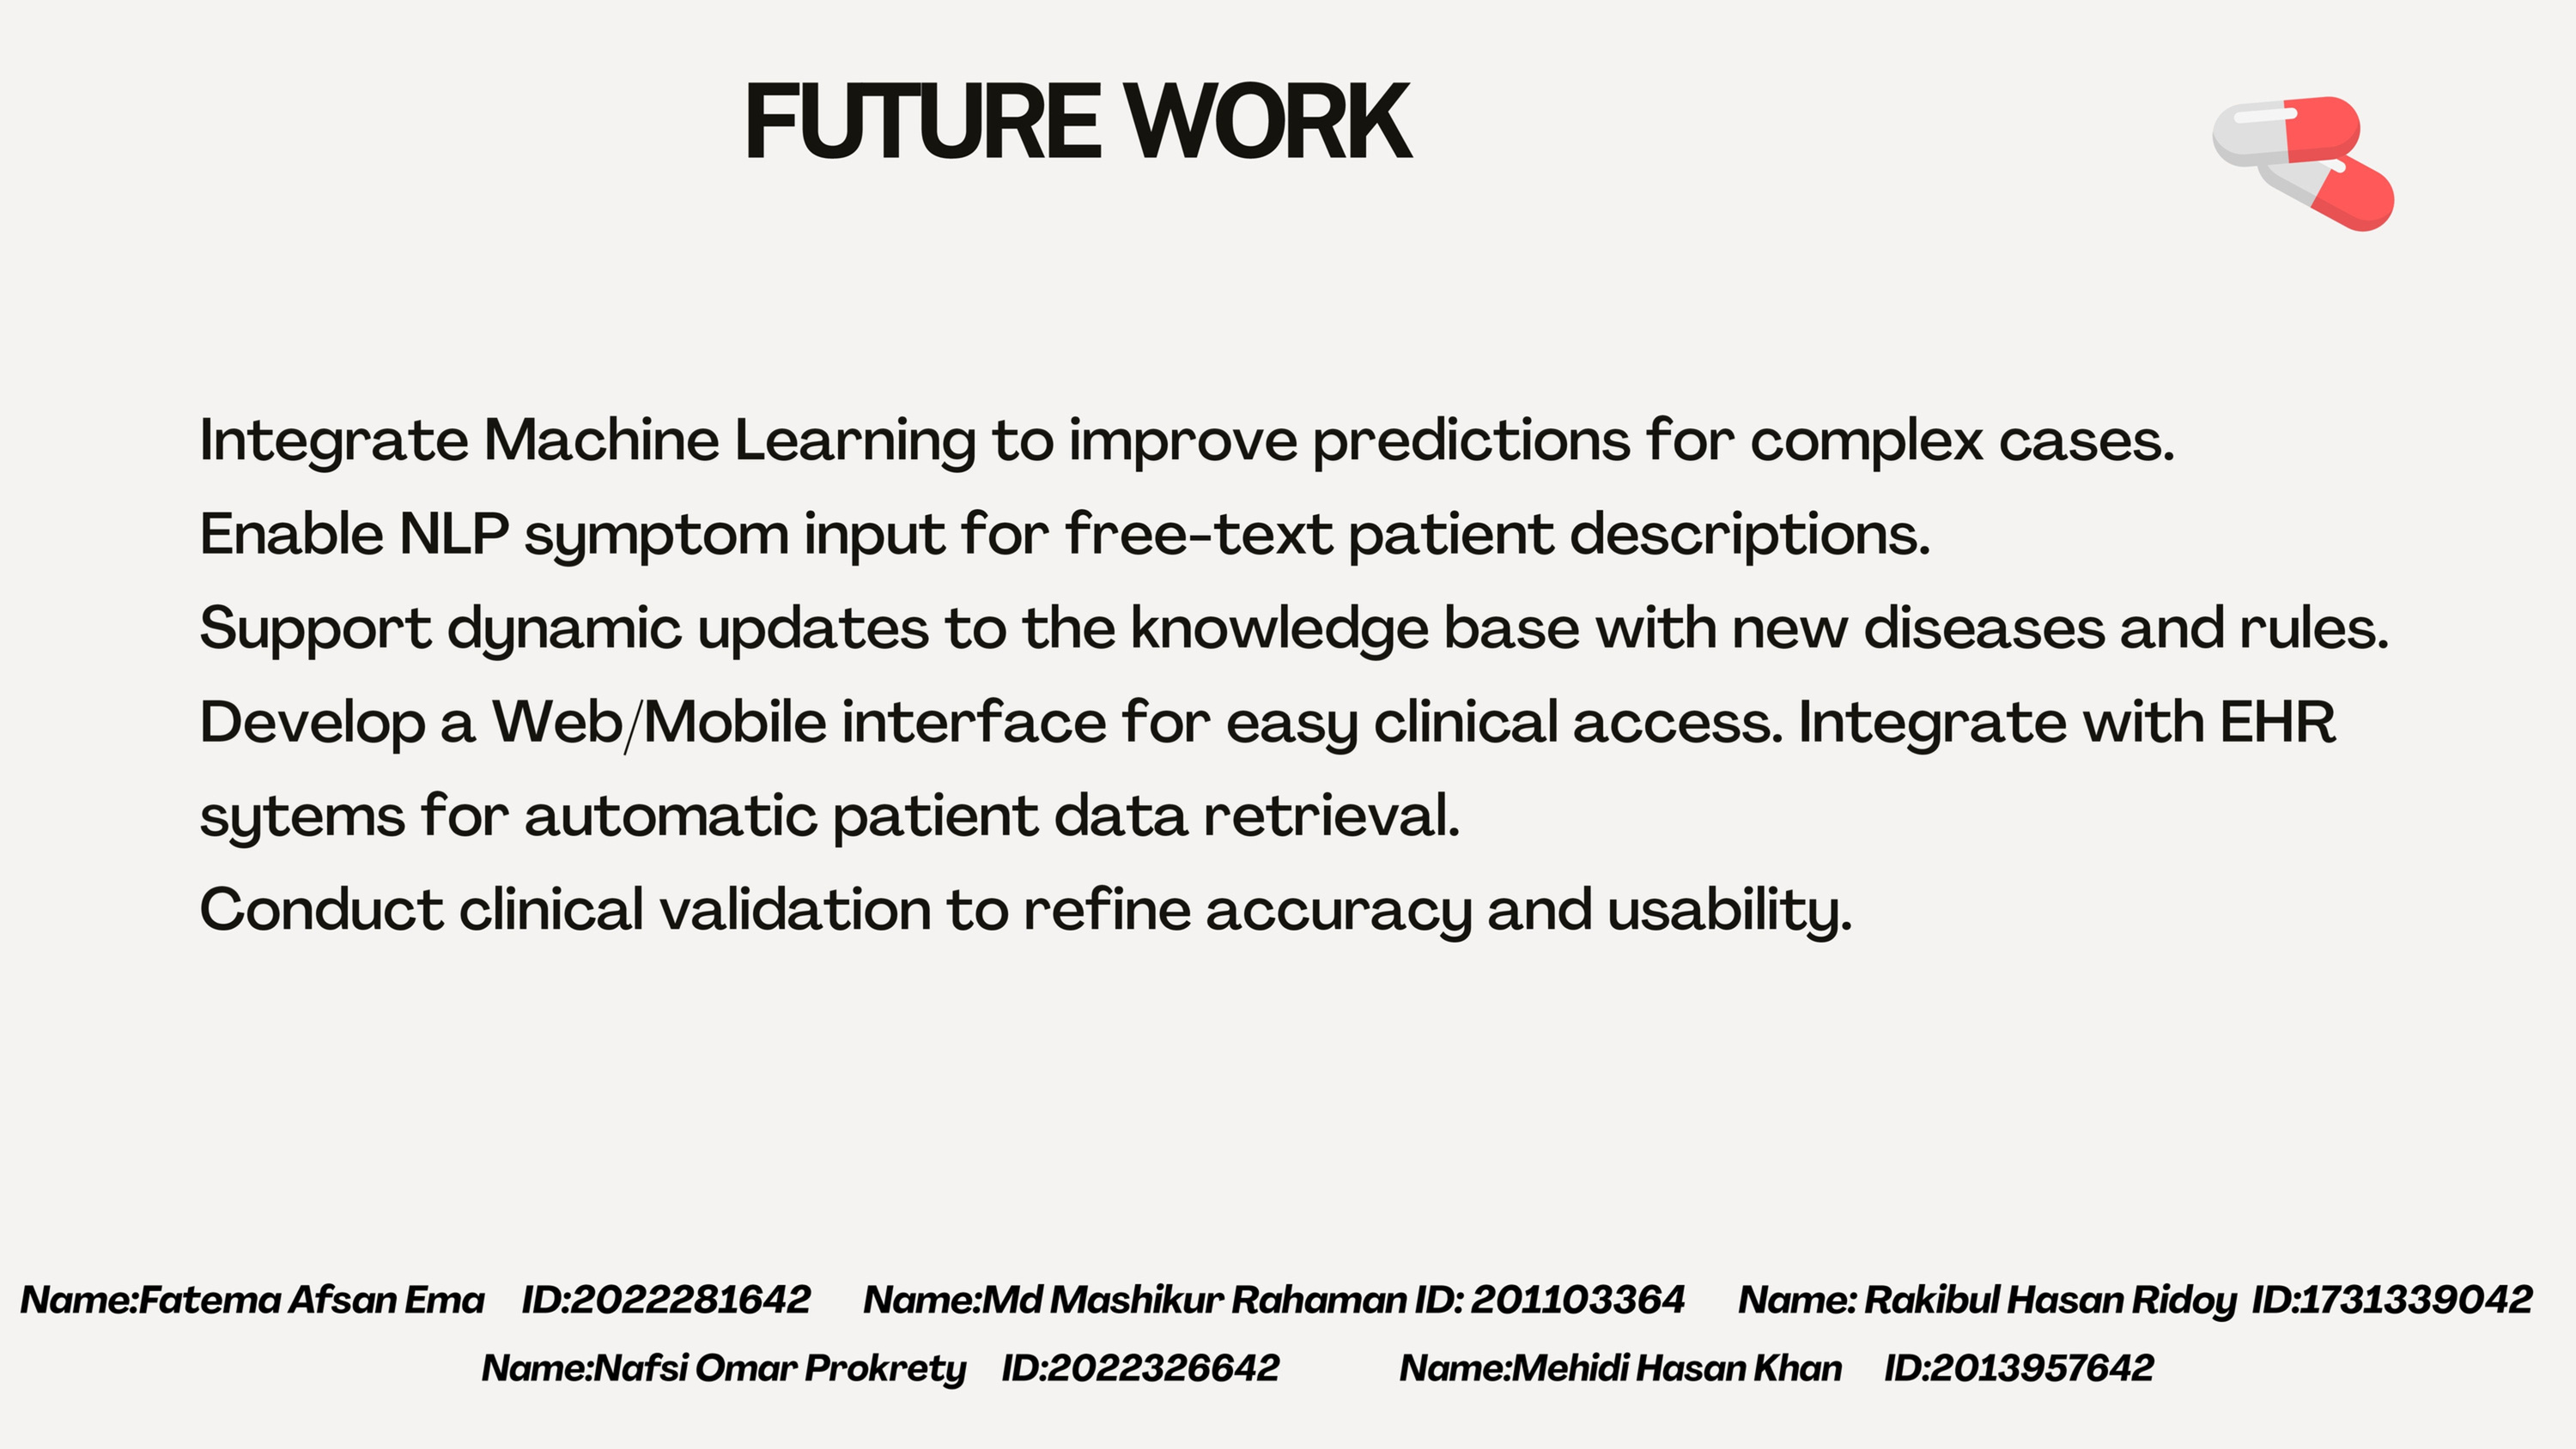 FUTURE WORK
Integrate Machine Learning to improve predictions for complex cases.
Enable NLP symptom input for free-text patient descriptions.
Support dynamic updates to the knowledge base with new diseases and rules.
Develop a Web/Mobile interface for easy clinical access. Integrate with EHR
sytems for automatic patient data retrieval.
Conduct clinical validation to refine accuracy and usability.
Name:Fatema Afsan Ema ID:2022281642 Name:Md Mashikur Rahaman ID: 201103364 Name: Rakibul Hasan Ridoy ID:1731339042
Name:Nafsi Omar Prokrety ID:2022326642 Name:Mehidi Hasan Khan ID:2013957642